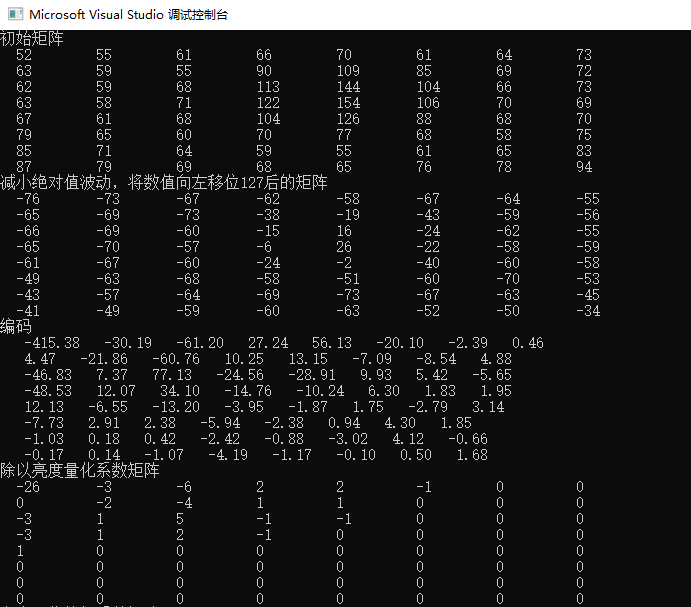 Microsoft Visual Studio 调试控制台
初始矩阵
52 55 61 66 70 61 64 73
63 59 55 90 109 85 69 72
62 59 68 113 144 104 66 73
63 58 71 122 154 106 70 69
67 61 68 104 126 88 68 70
79 65 60 70 77 68 58 75
85 71 64 59 55 61 65 83
87 79 69 68 65 76 78 94
减小绝对值波动，将数值向左移位127后的矩阵
-76 -73 -67 -62 -58 -67 -64 -55
-65 -69 -73 -38 -19 -43 -59 -56
-66 -69 -60 -15 16 -24 -62 -55
-65 -70 -57 -6 26 -22 -58 -59
-61 -67 -60 -24 -2 -40 -60 -58
-49 -63 -68 -58 -51 -60 -70 -53
-43 -57 -64 -69 -73 -67 -63 -45
-41 -49 -59 -60 -63 -52 -50 -34
编码
-415.38 -30.19 -61.20 27.24 56.13 -20.10 -2.39 0.46
4.47 -21.86 -60.76 10.25 13.15 -7.09 -8.54 4.88
-46.83 7.37 77.13 -24.56 -28.91 9.93 5.42 -5.65
-48.53 12.07 34.10 -14.76 -10.24 6.30 1.83 1.95
12.13 -6.55 -13.20 -3.95 -1.87 1.75 -2.79 3.14
-7.73 2.91 2.38 -5.94 -2.38 0.94 4.30 1.85
-1.03 0.18 0.42 -2.42 -0.88 -3.02 4.12 -0.66
-0.17 0.14 -1.07 -4.19 -1.17 -0.10 0.50 1.68
除以亮度量化系数矩阵
-26 -3 -6 2 2 -1 0 0
0 -2 -4 1 1 0 0 0
-3 1 5 -1 -1 0 0 0
-3 1 2 -1 0 0 0 0
1 0 0 0 0 0 0 0
0 0 0 0 0 0 0 0
0 0 0 0 0 0 0 0
0 0 0 0 0 0 0 0